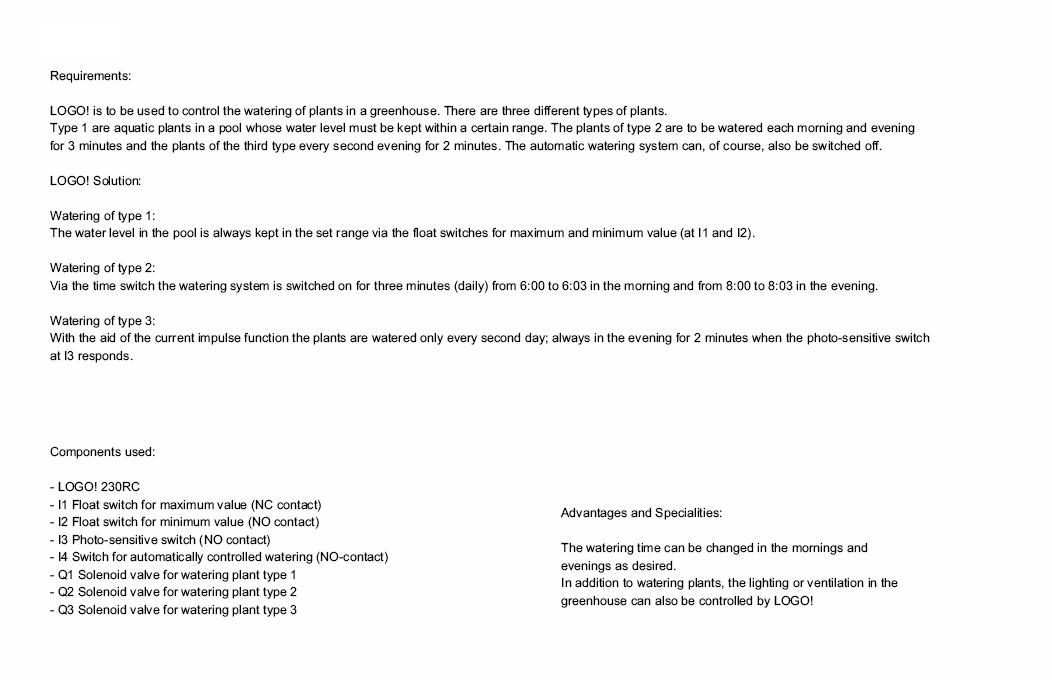 Requirements:
LOGO! is to be used to control the watering of plants in a greenhouse. There are three different types of plants.
Type 1 are aquatic plants in a pool whose water level must be kept within a certain range. The plants of type 2 are to be watered each morning and evening
for 3 minutes and the plants of the third type every second evening for 2 minutes. The automatic watering system can, of course, also be switched off.
LOGO! Solution:
Watering of type 1:
The water level in the pool is always kept in the set range via the float switches for maximum and minimum value (at I1 and I2).
Watering of type 2:
Via the time switch the watering system is switched on for three minutes (daily) from 6:00 to 6:03 in the morning and from 8:00 to 8:03 in the evening.
Watering of type 3:
With the aid of the current impulse function the plants are watered only every second day; always in the evening for 2 minutes when the photo-sensitive switch
at I3 responds.
Components used:
- LOGO! 230RC
- I1 Float switch for maximum value (NC contact)
- I2 Float switch for minimum value (NO contact)
- I3 Photo-sensitive switch (NO contact)
- I4 Switch for automatically controlled watering (NO-contact)
- Q1 Solenoid valve for watering plant type 1
- Q2 Solenoid valve for watering plant type 2
- Q3 Solenoid valve for watering plant type 3
Advantages and Specialities:
The watering time can be changed in the mornings and
evenings as desired.
In addition to watering plants, the lighting or ventilation in the
greenhouse can also be controlled by LOGO!